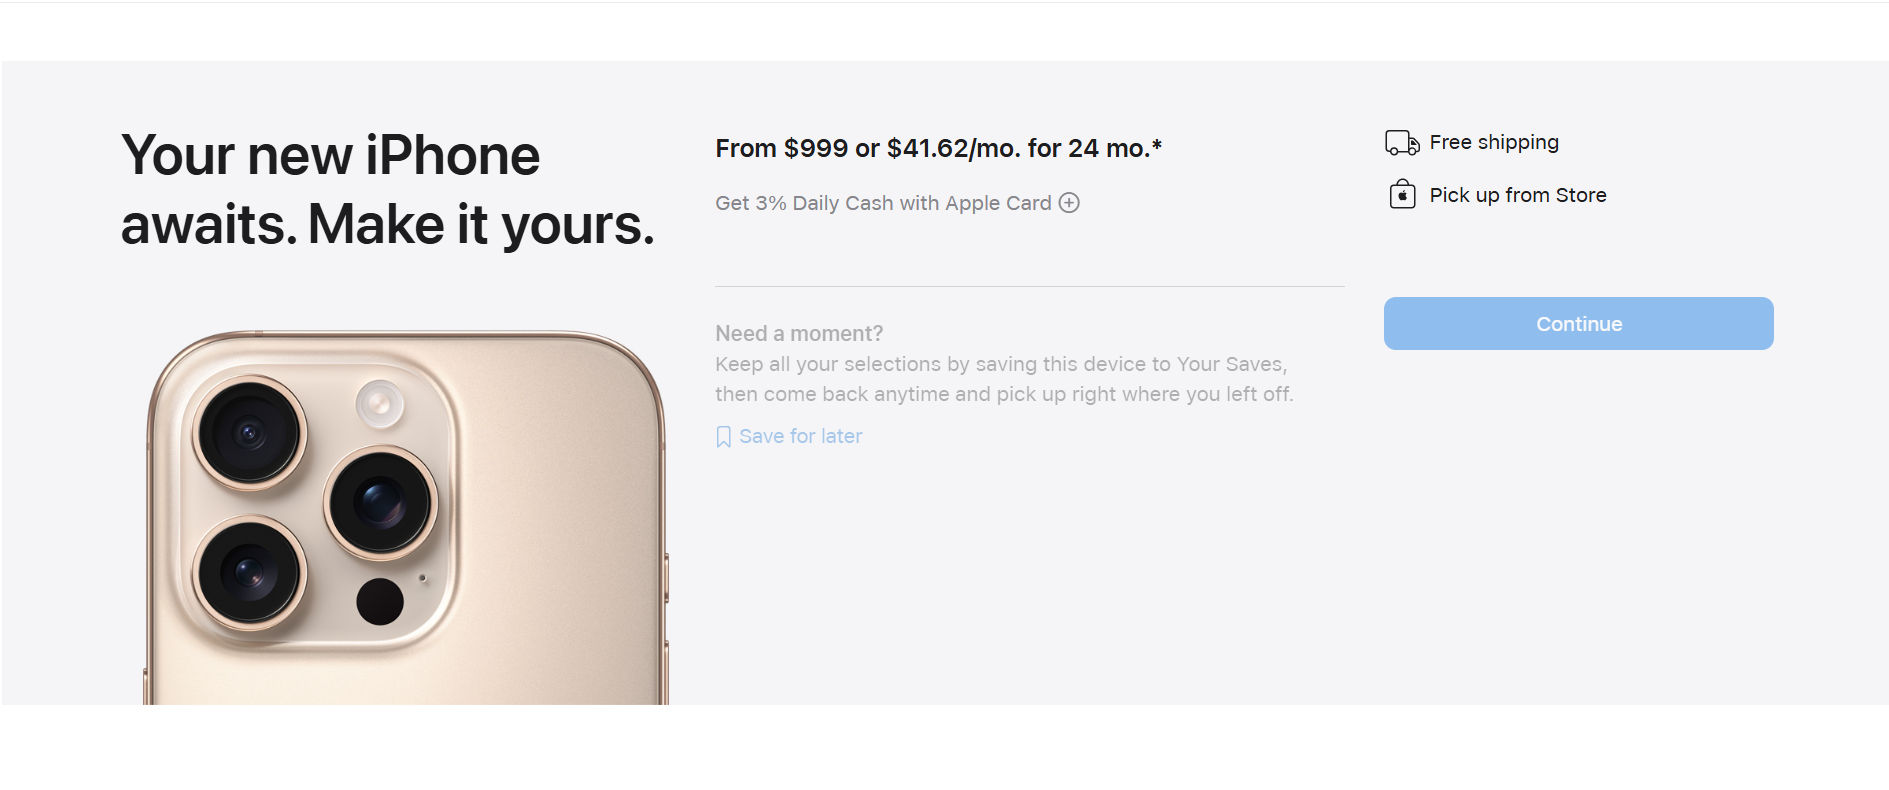 Your new iPhone
awaits. Make it yours.
From $999 or $41.62/mo. for 24 mo.*
Get 3% Daily Cash with Apple Card
Need a moment?
Keep all your selections by saving this device to Your Saves,
then come back anytime and pick up right where you left off.
Save for later
Free shipping
Pick up from Store
Continue